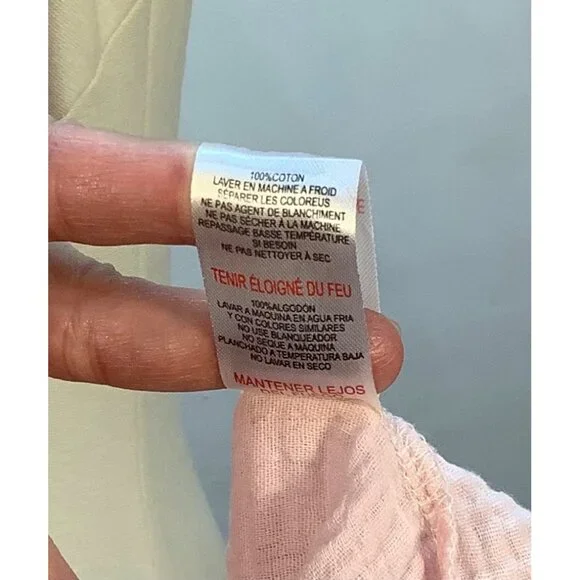 100%COTON
LAVER EN MACHINE A FROID
SÉPARER LES COLOREUS
NE PAS AGENT DE BLANCHIMENT
NE PAS SÉCHER À LA MACHINE
REPASSAGE BASSE TEMPÉRATURE
SI BESOIN
NE PAS NETTOYER À SEC
TENIR ÉLOIGNÉ DU FEU
100%ALGODÓN
LAVAR A MAQUINA EN AGUA FRIA
Y CON COLORES SIMILARES
NO USE BLANQUEADOR
NO SEQUE A MÁQUINA
PLANCHADO A TEMPERATURA BAJA
NO LAVAR EN SECO
MANTENER LEJOS